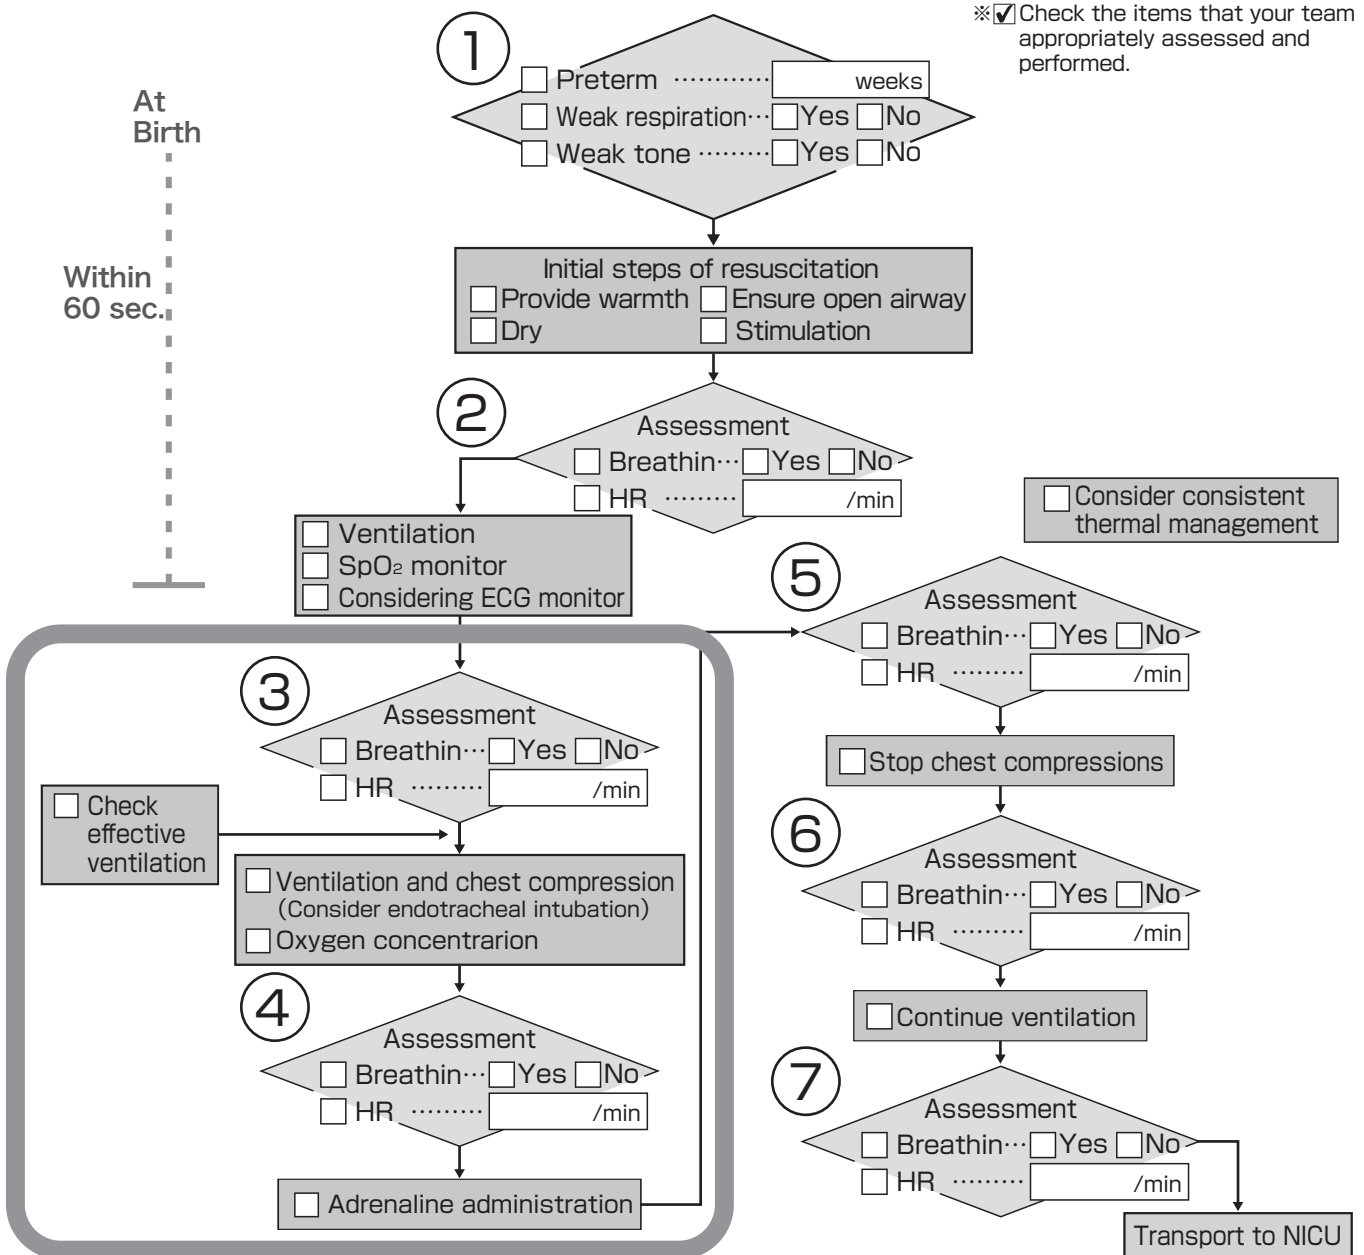 ※☑Check the items that your team
appropriately assessed and
performed.
At
Birth
Within
60 sec.
①
□ Preterm ………… weeks
□ Weak respiration… □Yes □No
□ Weak tone ……… □Yes □No
Initial steps of resuscitation
□Provide warmth □Ensure open airway
□Dry □ Stimulation
②
Assessment
□ Breathin… □Yes □No
□ HR ……… /min
□ Ventilation
□ SpO₂ monitor
□ Considering ECG monitor
③
Assessment
□ Breathin… □Yes □No
□ HR ……… /min
□ Check
effective
ventilation
□Ventilation and chest compression
(Consider endotracheal intubation)
□Oxygen concentrarion
④
Assessment
□ Breathin… □Yes □No
□ HR ……… /min
□ Adrenaline administration
□Consider consistent
thermal management
⑤
Assessment
□ Breathin… □Yes □No
□ HR ……… /min
□Stop chest compressions
⑥
Assessment
□ Breathin… □Yes □No
□ HR ……… /min
□Continue ventilation
⑦
Assessment
□ Breathin… □Yes □No
□ HR ……… /min
Transport to NICU